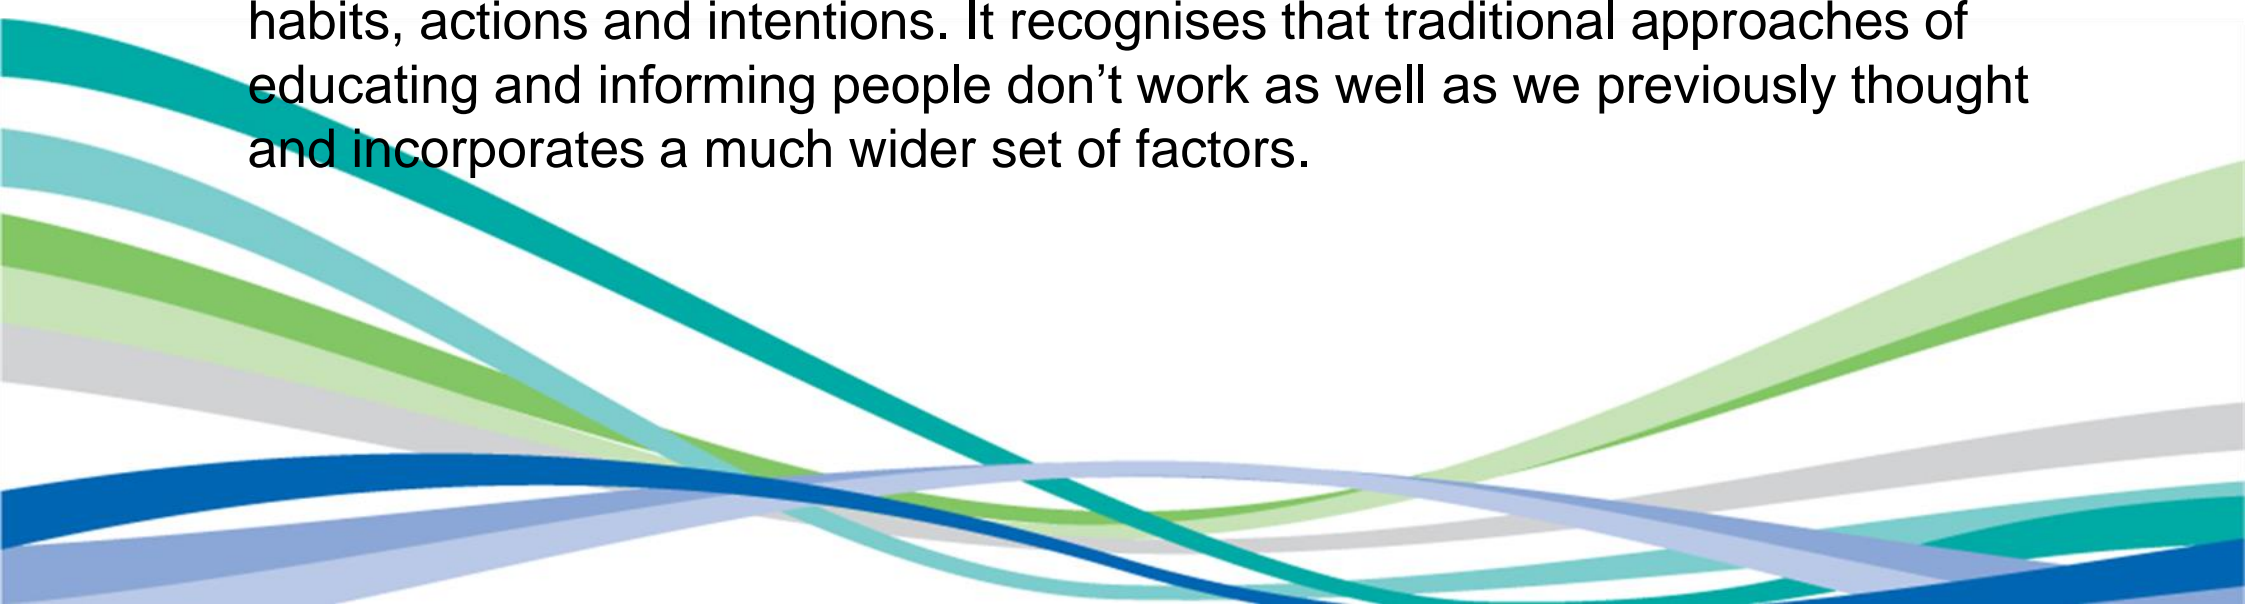 habits, actions and intentions. It recognises that traditional approaches of
educating and informing people don’t work as well as we previously thought
and incorporates a much wider set of factors.